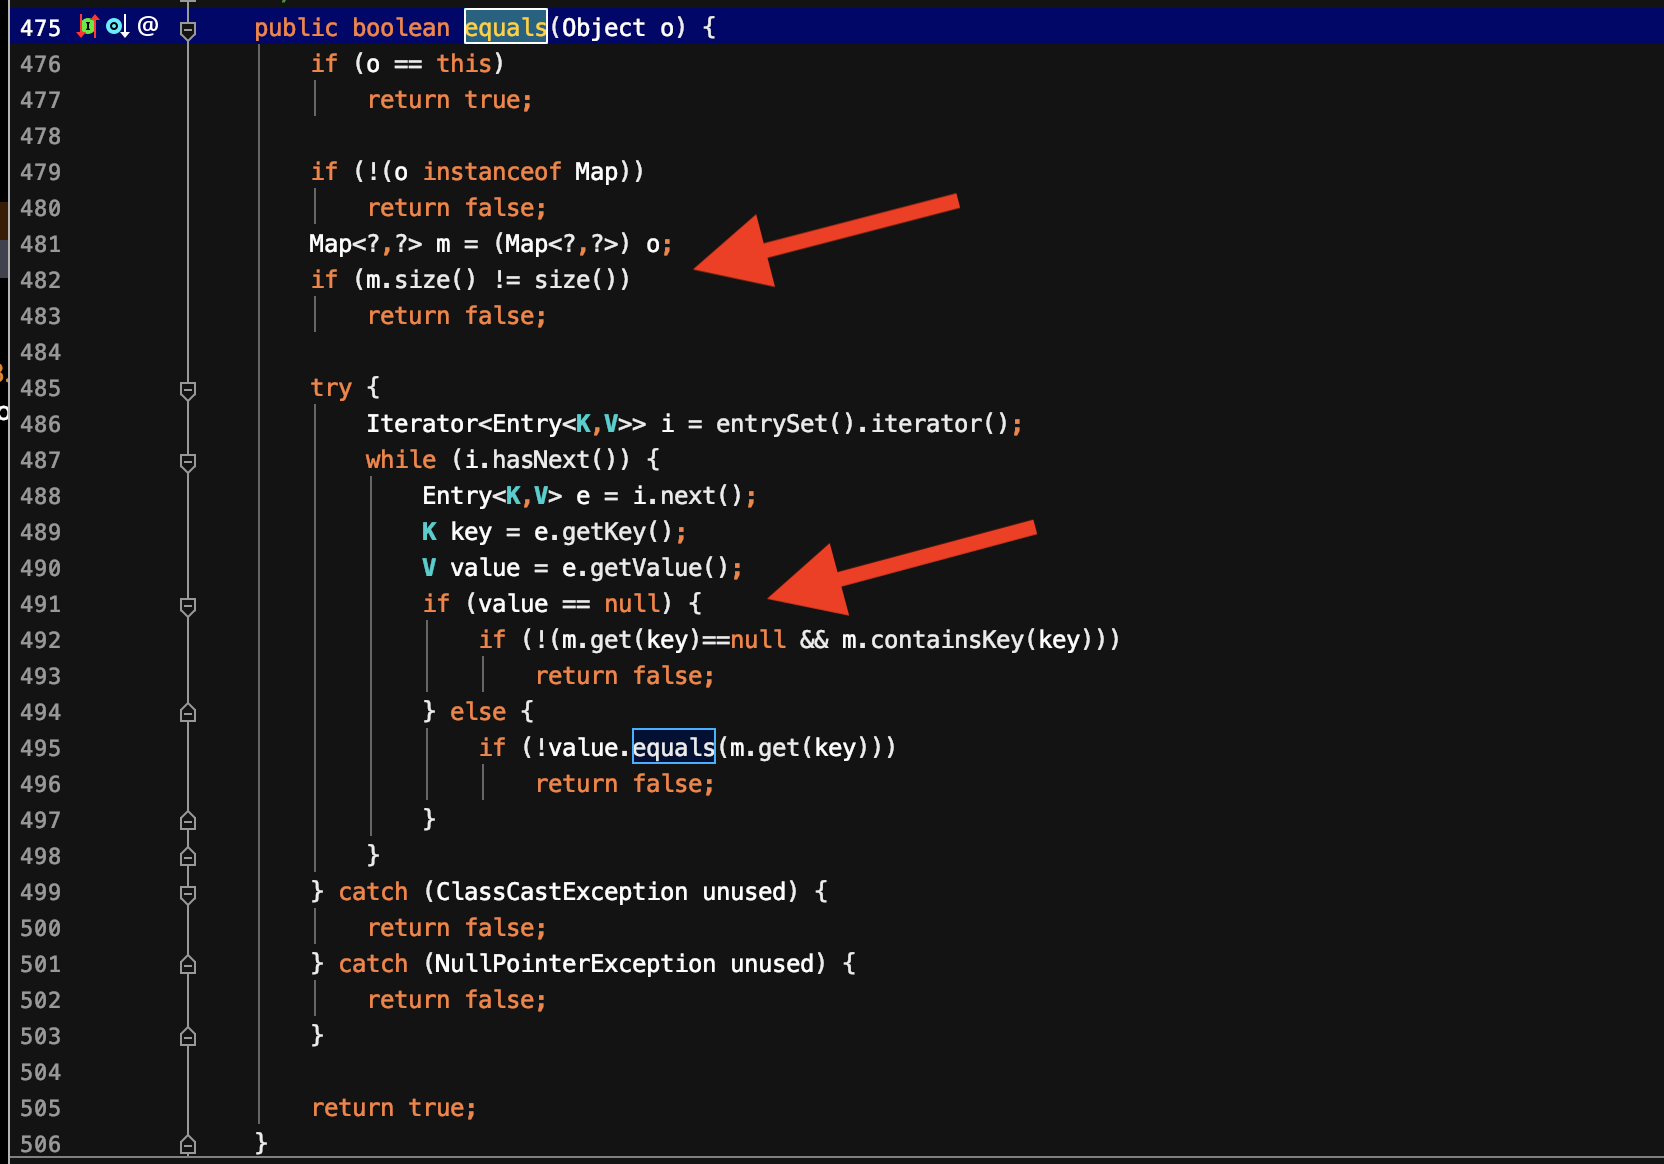 475 @ public boolean equals(Object o) {
476 if (o == this)
477 return true;
478
479 if (!(o instanceof Map))
480 return false;
481 Map<?,?> m = (Map<?,?>) o;
482 if (m.size() != size())
483 return false;
484
485 try {
486 Iterator<Entry<K,V>> i = entrySet().iterator();
487 while (i.hasNext()) {
488 Entry<K,V> e = i.next();
489 K key = e.getKey();
490 V value = e.getValue();
491 if (value == null) {
492 if (!(m.get(key)==null && m.containsKey(key)))
493 return false;
494 } else {
495 if (!value.equals(m.get(key)))
496 return false;
497 }
498 }
499 } catch (ClassCastException unused) {
500 return false;
501 } catch (NullPointerException unused) {
502 return false;
503 }
504
505 return true;
506 }